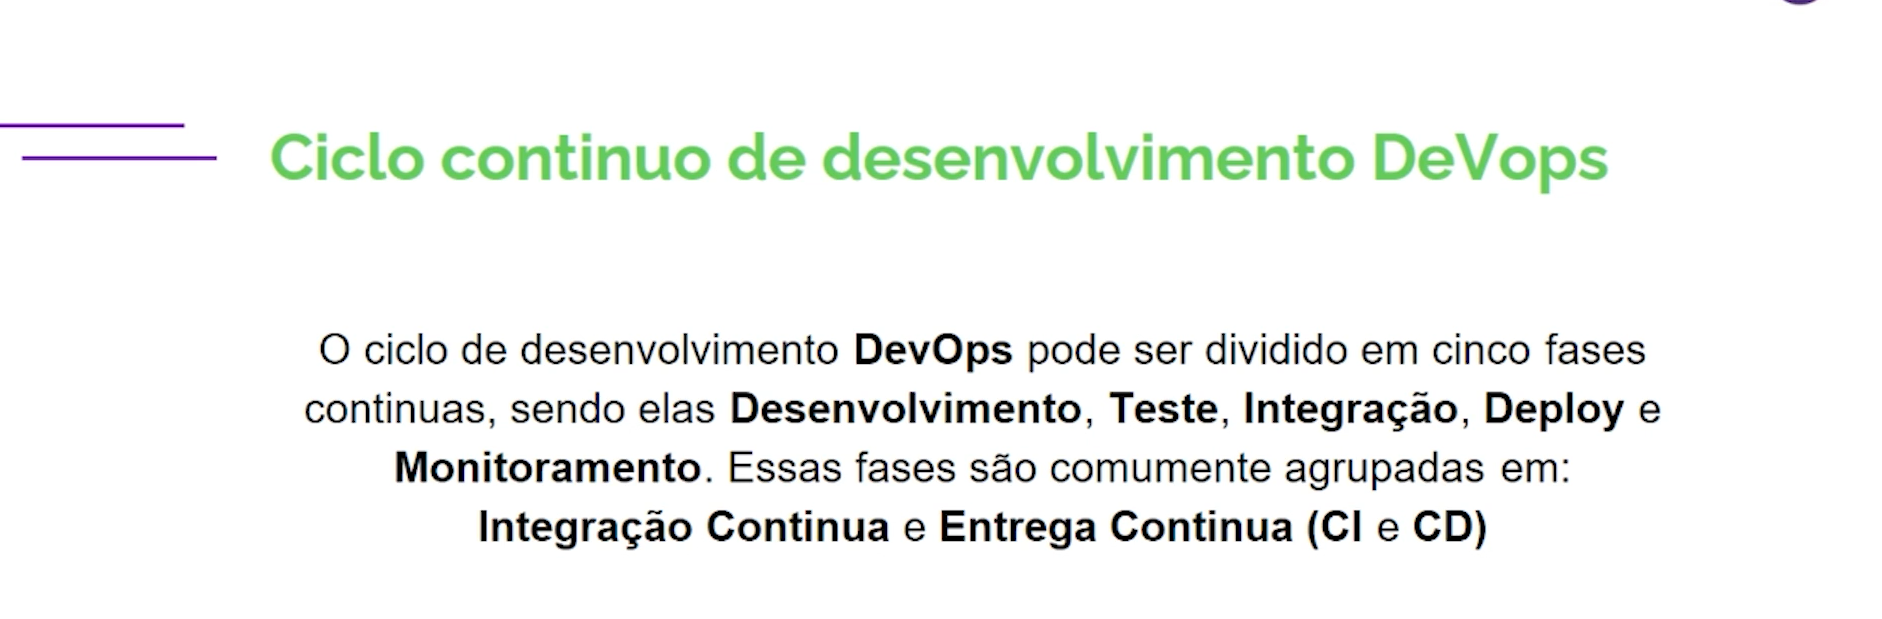 Ciclo continuo de desenvolvimento DeVops
O ciclo de desenvolvimento DevOps pode ser dividido em cinco fases
continuas, sendo elas Desenvolvimento, Teste, Integração, Deploy e
Monitoramento. Essas fases são comumente agrupadas em:
Integração Continua e Entrega Continua (CI e CD)